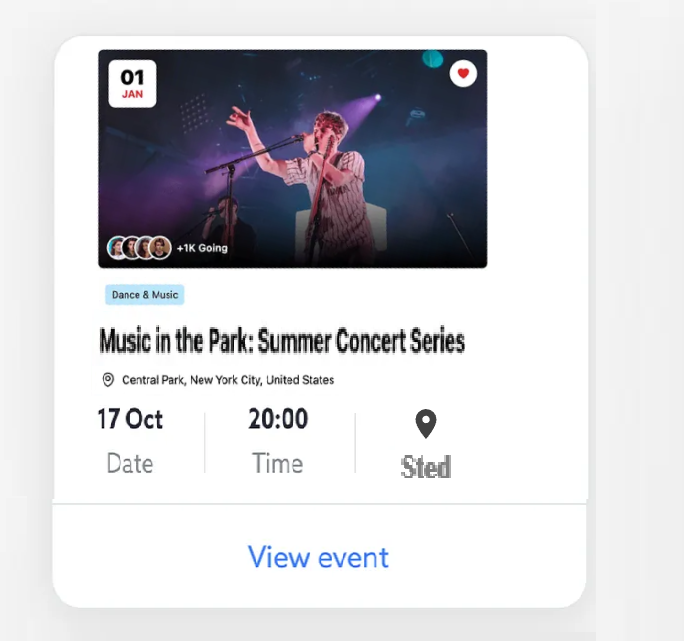 01
JAN
+1K Going
Dance & Music
Music in the Park: Summer Concert Series
Central Park, New York City, United States
17 Oct 20:00
Date Time Sted
View event